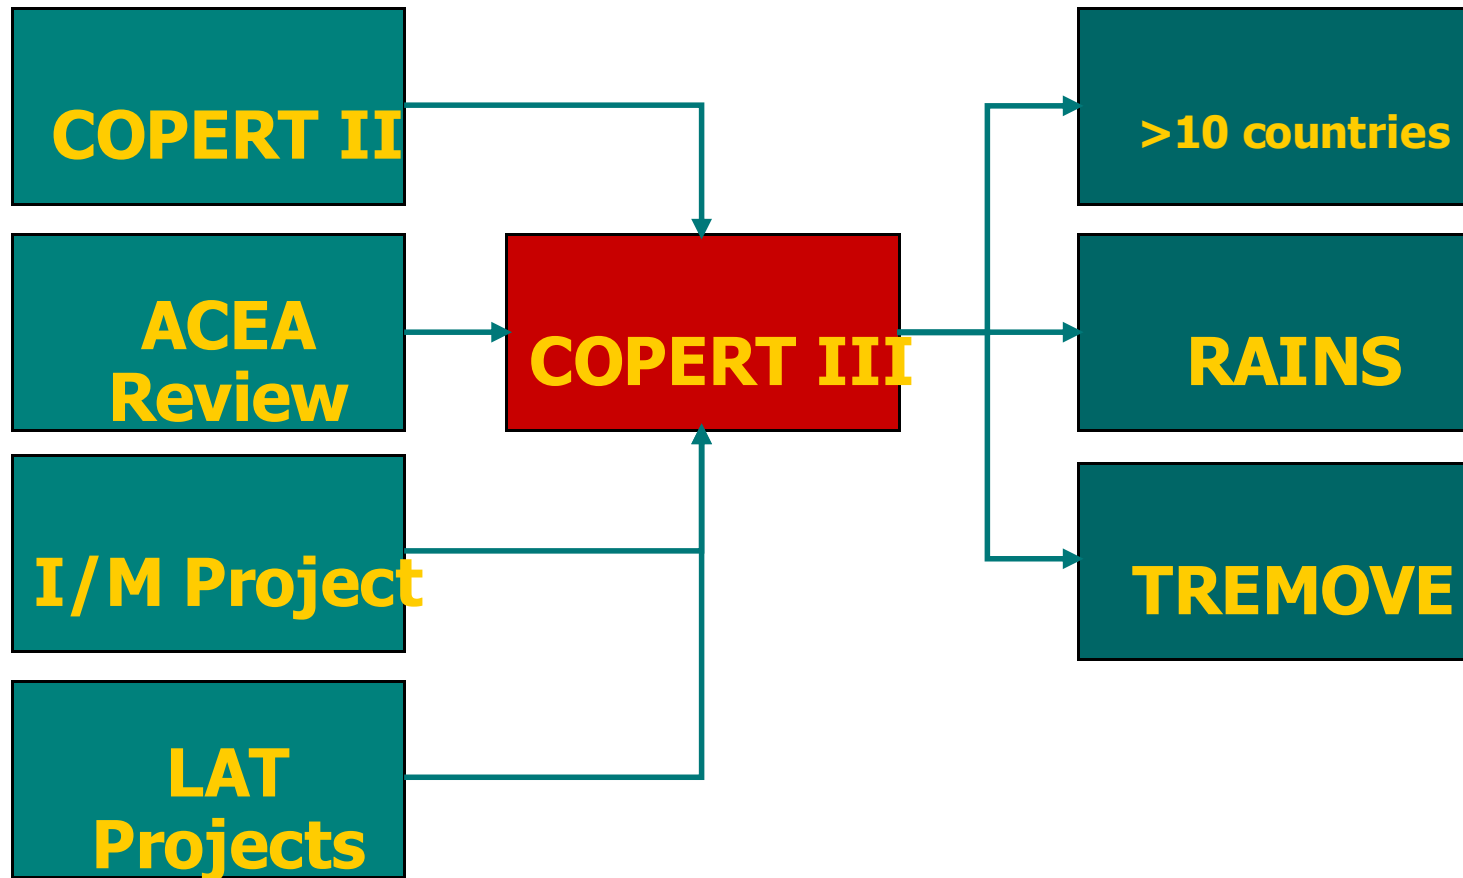 COPERT II
ACEA
Review
I/M Project
LAT
Projects
COPERT III
>10 countries
RAINS
TREMOVE